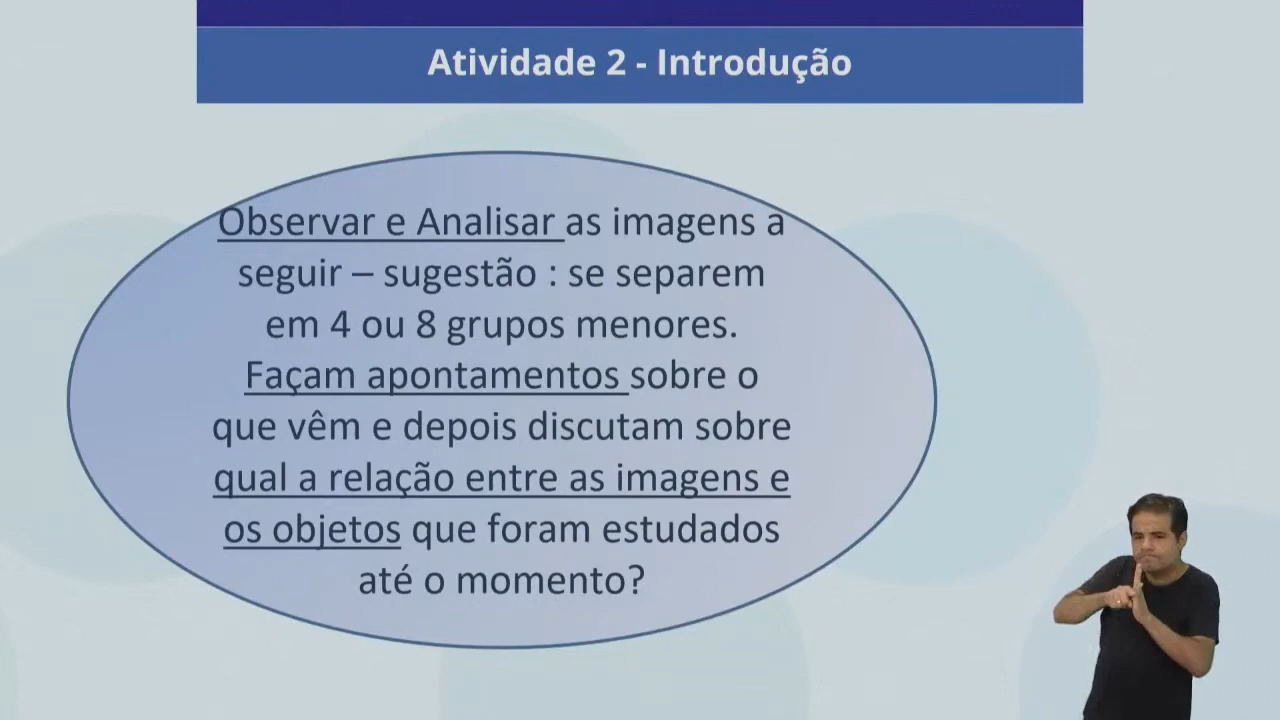 Atividade 2 - Introdução
Observar e Analisar as imagens a
seguir – sugestão : se separem
em 4 ou 8 grupos menores.
Façam apontamentos sobre o
que vêm e depois discutam sobre
qual a relação entre as imagens e
os objetos que foram estudados
até o momento?